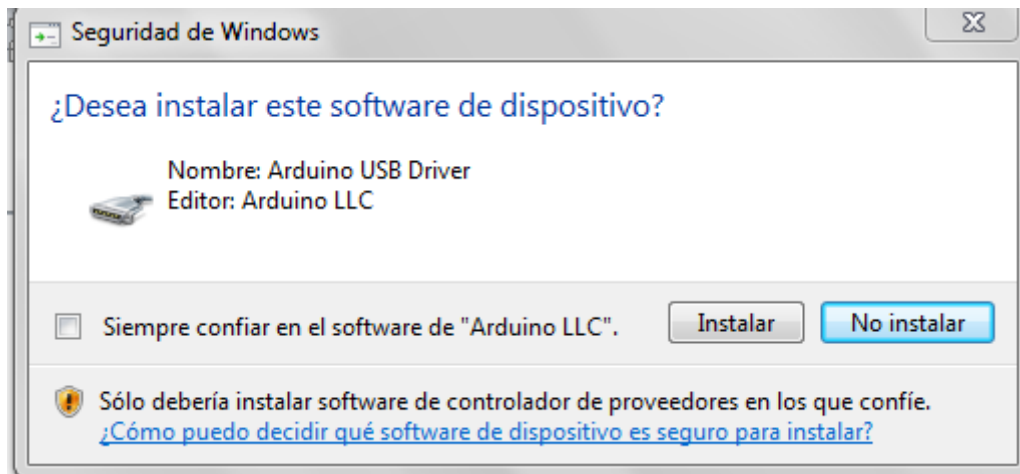 Seguridad de Windows
¿Desea instalar este software de dispositivo?
Nombre: Arduino USB Driver
Editor: Arduino LLC
Siempre confiar en el software de "Arduino LLC".
Instalar
No instalar
Sólo debería instalar software de controlador de proveedores en los que confíe.
¿Cómo puedo decidir qué software de dispositivo es seguro para instalar?